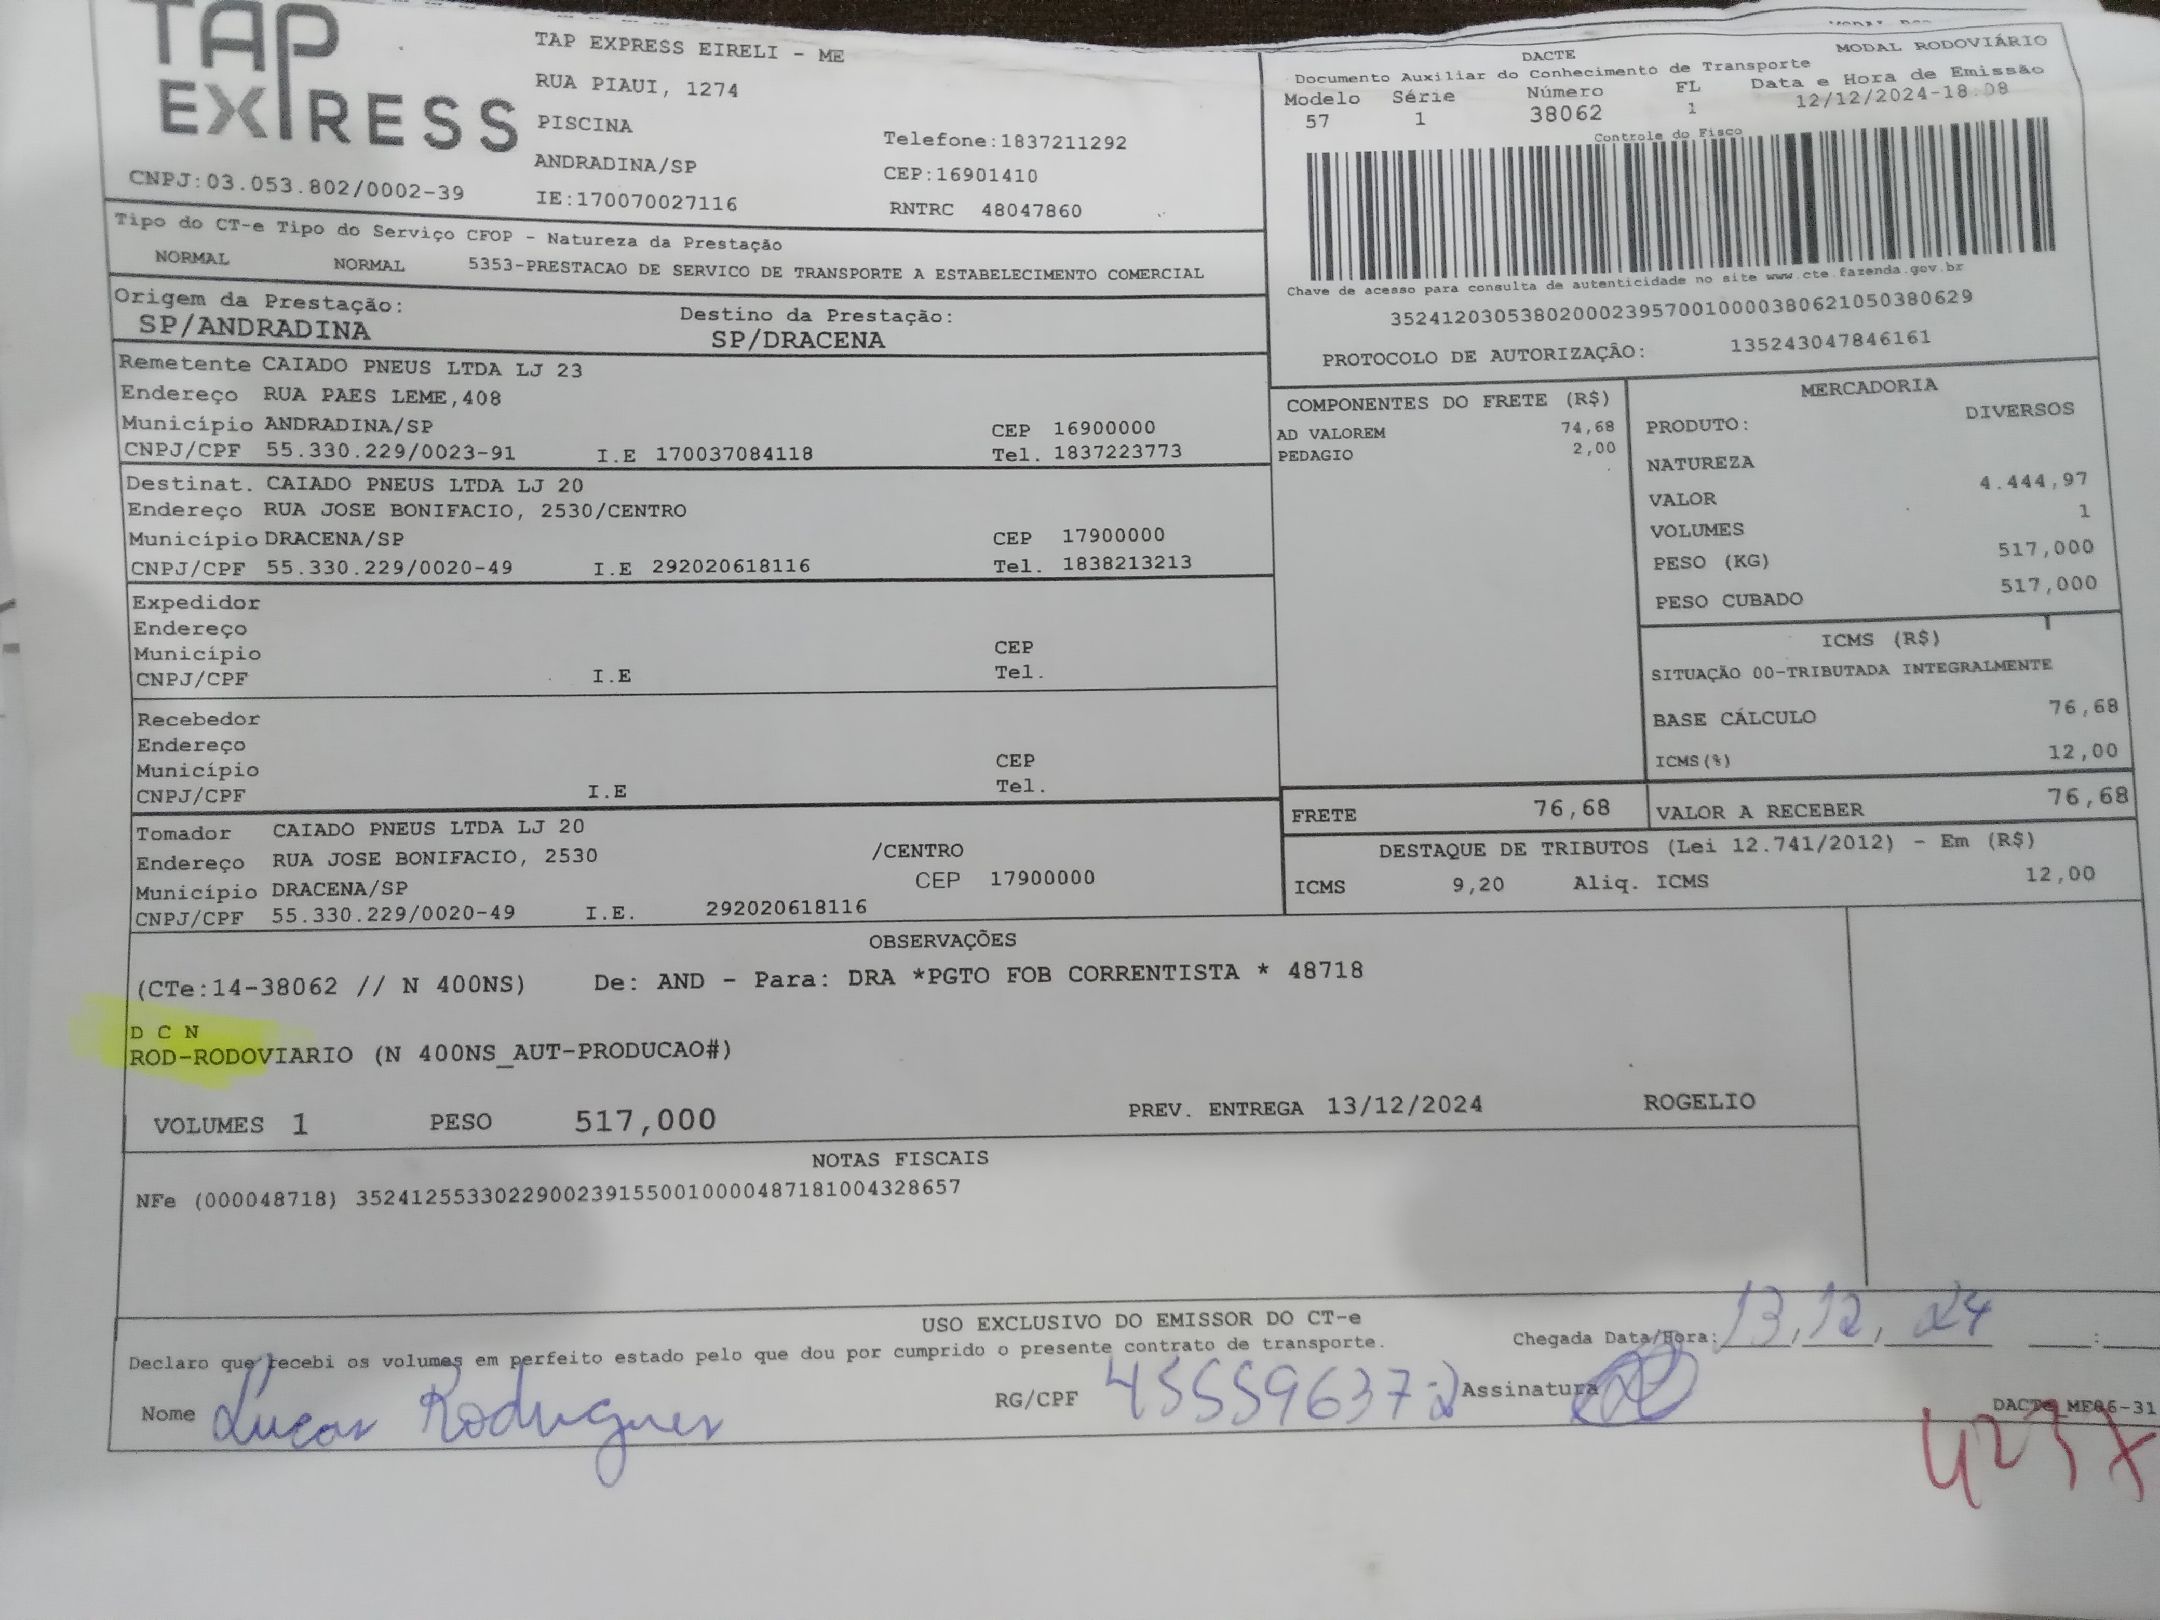 TAP
EXPRESS
CNPJ:03.053.802/0002-39
TAP EXPRESS EIRELI - ME
RUA PIAUI, 1274
PISCINA
ANDRADINA/SP
IE:170070027116
Telefone:1837211292
CEP:16901410
RNTRC 48047860
DACTE MODAL RODOVIÁRIO
Documento Auxiliar do Conhecimento de Transporte
Modelo Série Número FL Data e Hora de Emissão
57 1 38062 1 12/12/2024-18.08
Controle do Fisco
Chave de acesso para consulta de autenticidade no site www.cte.fazenda.gov.br
35241203053802000239570010000380621050380629
PROTOCOLO DE AUTORIZAÇÃO: 135243047846161
Tipo do CT-e Tipo do Serviço CFOP - Natureza da Prestação
NORMAL NORMAL 5353-PRESTACAO DE SERVICO DE TRANSPORTE A ESTABELECIMENTO COMERCIAL
Origem da Prestação: Destino da Prestação:
SP/ANDRADINA SP/DRACENA
Remetente CAIADO PNEUS LTDA LJ 23
Endereço RUA PAES LEME,408
Município ANDRADINA/SP CEP 16900000
CNPJ/CPF 55.330.229/0023-91 I.E 170037084118 Tel. 1837223773
Destinat. CAIADO PNEUS LTDA LJ 20
Endereço RUA JOSE BONIFACIO, 2530/CENTRO
Município DRACENA/SP CEP 17900000
CNPJ/CPF 55.330.229/0020-49 I.E 292020618116 Tel. 1838213213
Expedidor
Endereço
Município CEP
CNPJ/CPF I.E Tel.
Recebedor
Endereço
Município CEP
CNPJ/CPF I.E Tel.
Tomador CAIADO PNEUS LTDA LJ 20
Endereço RUA JOSE BONIFACIO, 2530 /CENTRO
Município DRACENA/SP CEP 17900000
CNPJ/CPF 55.330.229/0020-49 I.E. 292020618116
COMPONENTES DO FRETE (R$)
AD VALOREM 74,68
PEDAGIO 2,00
MERCADORIA
PRODUTO: DIVERSOS
NATUREZA
VALOR 4.444,97
VOLUMES 1
PESO (KG) 517,000
PESO CUBADO 517,000
ICMS (R$)
SITUAÇÃO 00-TRIBUTADA INTEGRALMENTE
BASE CÁLCULO 76,68
ICMS(%) 12,00
FRETE 76,68 VALOR A RECEBER 76,68
DESTAQUE DE TRIBUTOS (Lei 12.741/2012) - Em (R$)
ICMS 9,20 Aliq. ICMS 12,00
OBSERVAÇÕES
(CTe:14-38062 // N 400NS) De: AND - Para: DRA *PGTO FOB CORRENTISTA * 48718
D C N
ROD-RODOVIARIO (N 400NS_AUT-PRODUCAO#)
VOLUMES 1 PESO 517,000 PREV. ENTREGA 13/12/2024 ROGELIO
NOTAS FISCAIS
NFe (000048718) 35241255330229002391550010000487181004328657
USO EXCLUSIVO DO EMISSOR DO CT-e
Declaro que recebi os volumes em perfeito estado pelo que dou por cumprido o presente contrato de transporte.
Chegada Data/Hora: 13,12,24 :
Nome Lucas Rodrigues RG/CPF 455596372 Assinatura